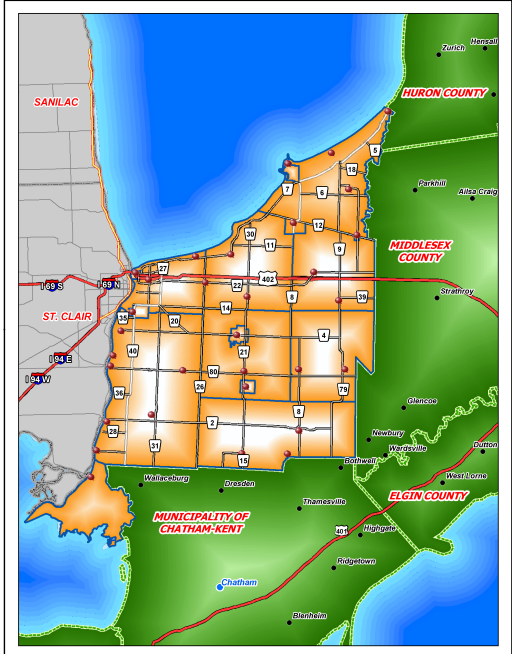 Zurich
Hensall
SANILAC
HURON COUNTY
5
18
7
6
Parkhill
Ailsa Craig
12
30
11
9
MIDDLESEX
COUNTY
27
402
I 69 S
I 69 N
22
8
39
Strathroy
14
ST. CLAIR
35
20
4
40
21
I 94 E
80
I 94 W
36
26
79
Glencoe
8
2
28
Newbury
31
Wardsville
Dutton
15
Bothwell
Wallaceburg
Dresden
West Lorne
ELGIN COUNTY
Thamesville
MUNICIPALITY OF
CHATHAM-KENT
401
Highgate
Ridgetown
Chatham
Blenheim